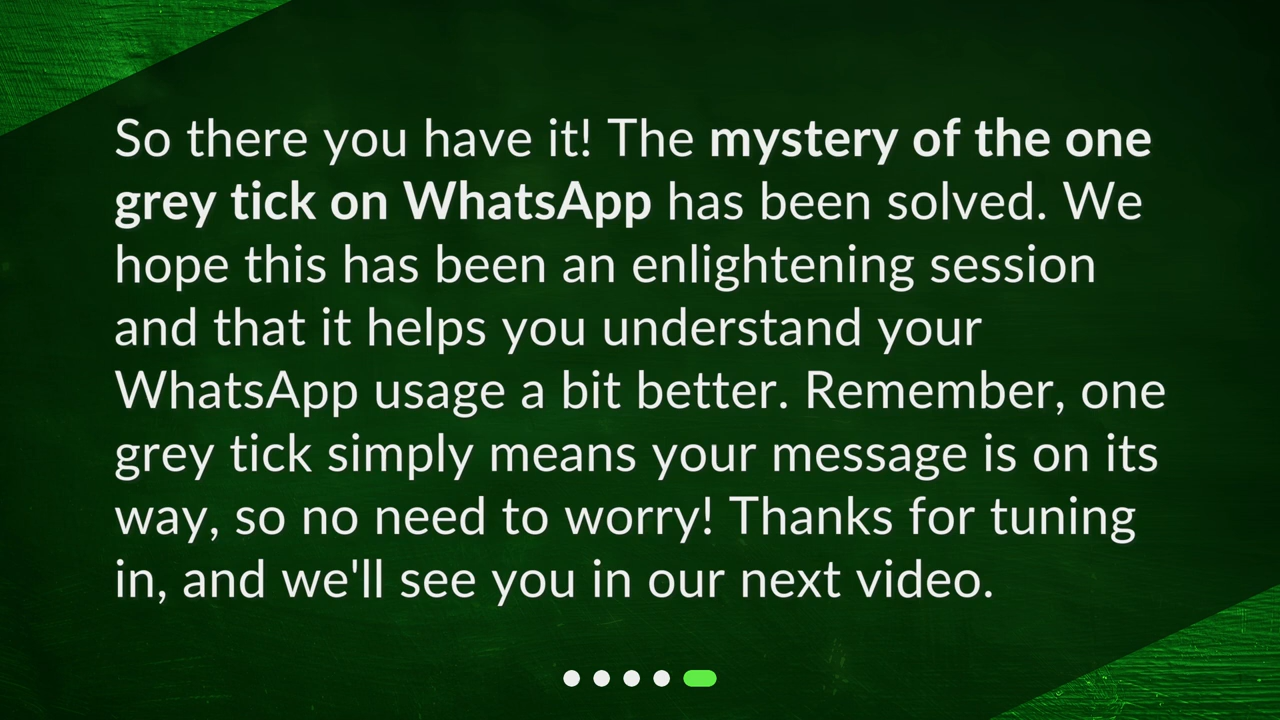 So there you have it! The mystery of the one
grey tick on WhatsApp has been solved. We
hope this has been an enlightening session
and that it helps you understand your
WhatsApp usage a bit better. Remember, one
grey tick simply means your message is on its
way, so no need to worry! Thanks for tuning
in, and we'll see you in our next video.